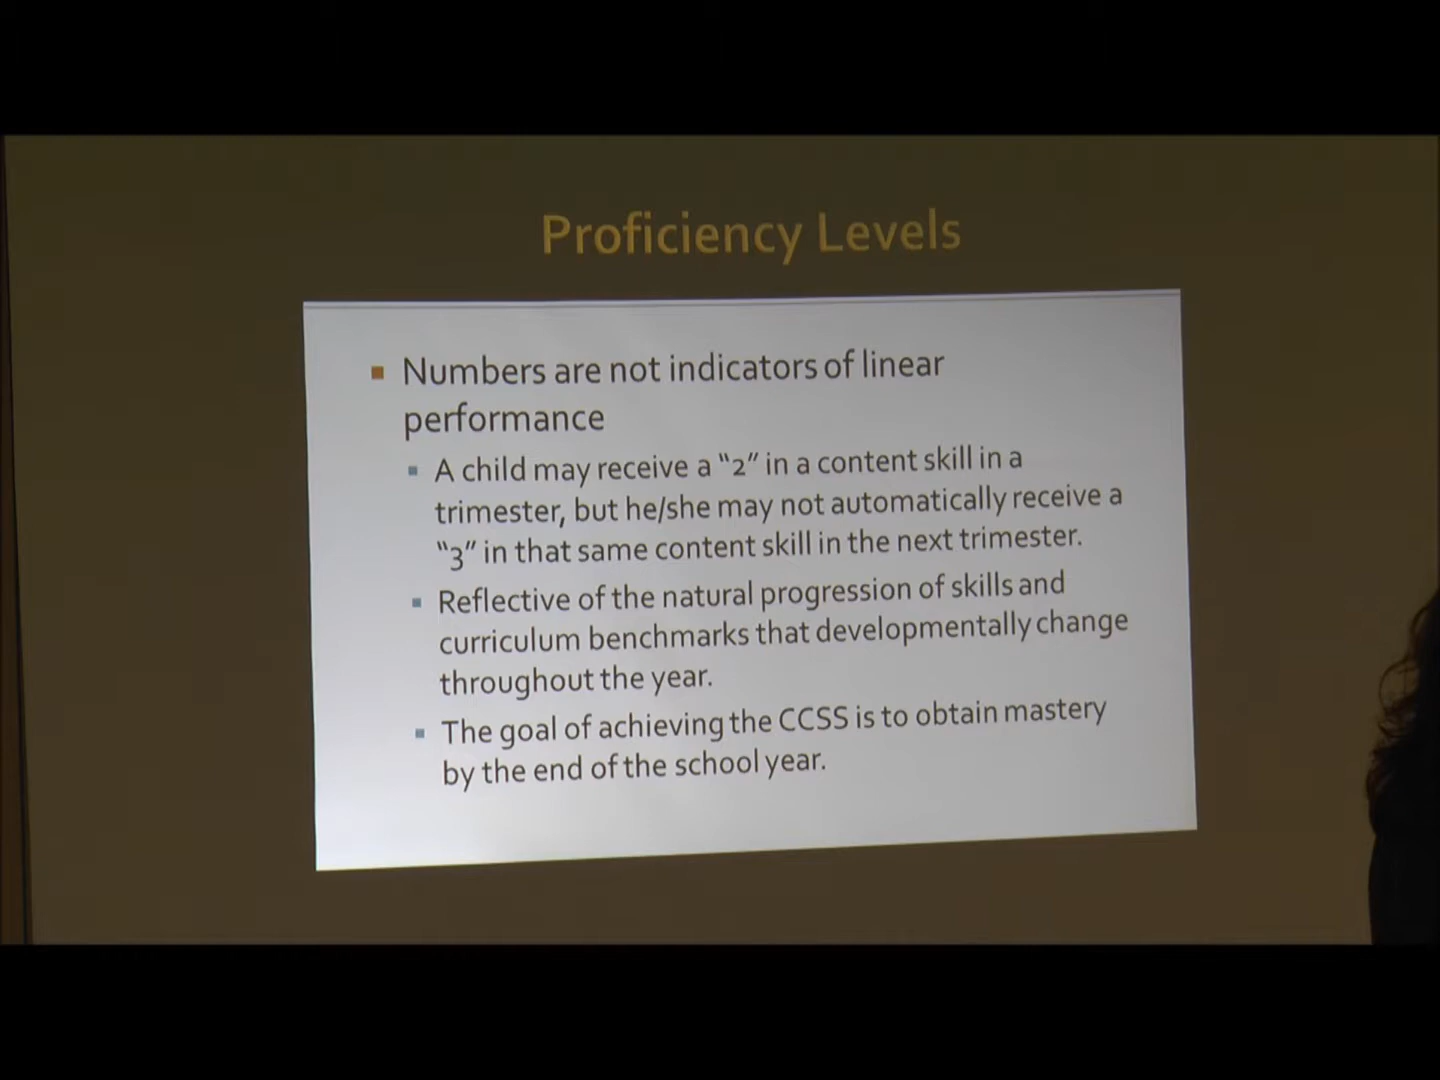 Proficiency Levels
Numbers are not indicators of linear
performance
A child may receive a “2” in a content skill in a
trimester, but he/she may not automatically receive a
“3” in that same content skill in the next trimester.
Reflective of the natural progression of skills and
curriculum benchmarks that developmentally change
throughout the year.
The goal of achieving the CCSS is to obtain mastery
by the end of the school year.